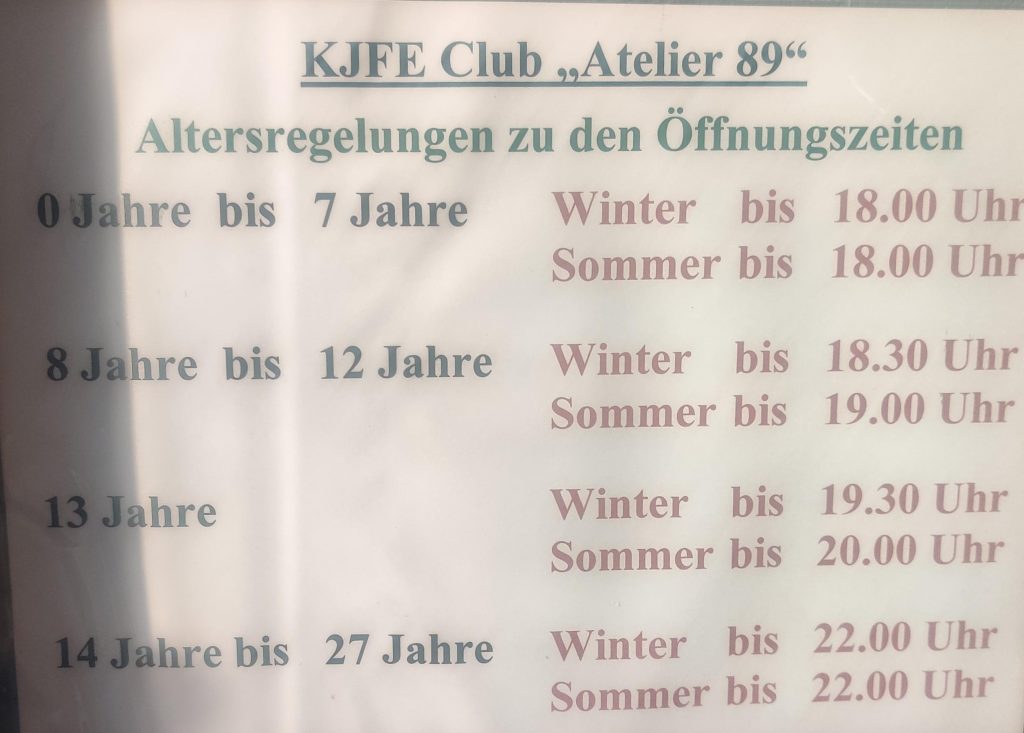 KJFE Club „Atelier 89“
Altersregelungen zu den Öffnungszeiten
0 Jahre bis 7 Jahre Winter bis 18.00 Uhr
Sommer bis 18.00 Uhr
8 Jahre bis 12 Jahre Winter bis 18.30 Uhr
Sommer bis 19.00 Uhr
13 Jahre Winter bis 19.30 Uhr
Sommer bis 20.00 Uhr
14 Jahre bis 27 Jahre Winter bis 22.00 Uhr
Sommer bis 22.00 Uhr